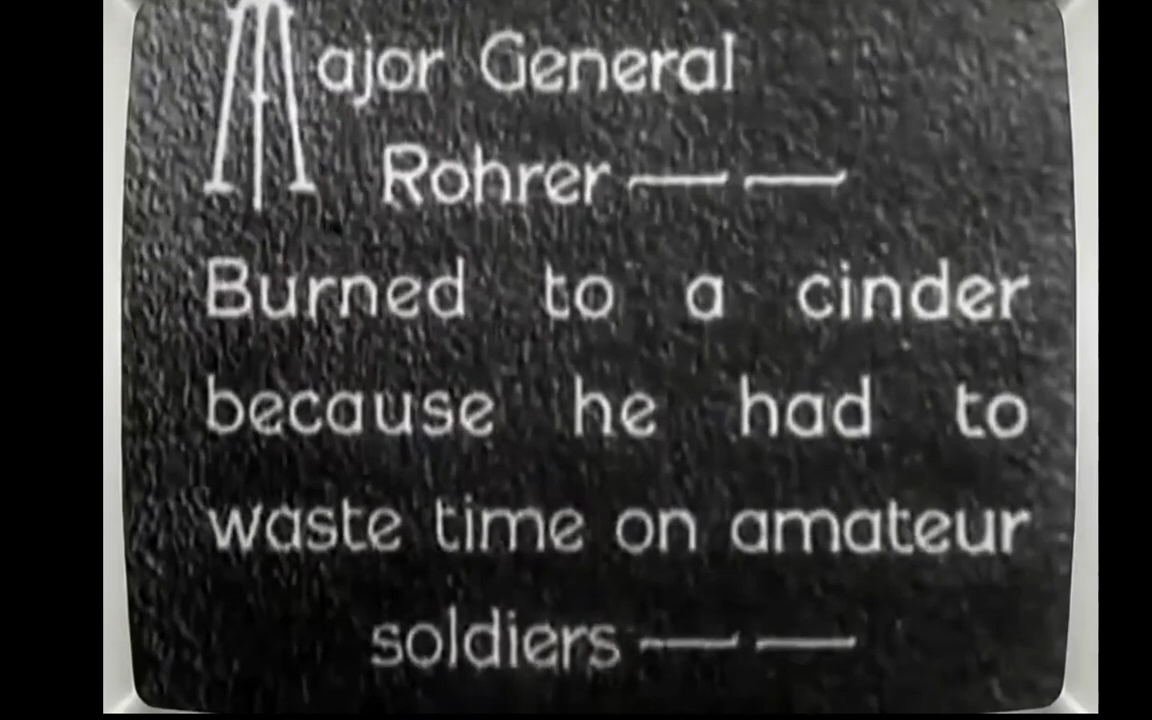 Major General
Rohrer — —
Burned to a cinder
because he had to
waste time on amateur
soldiers — —